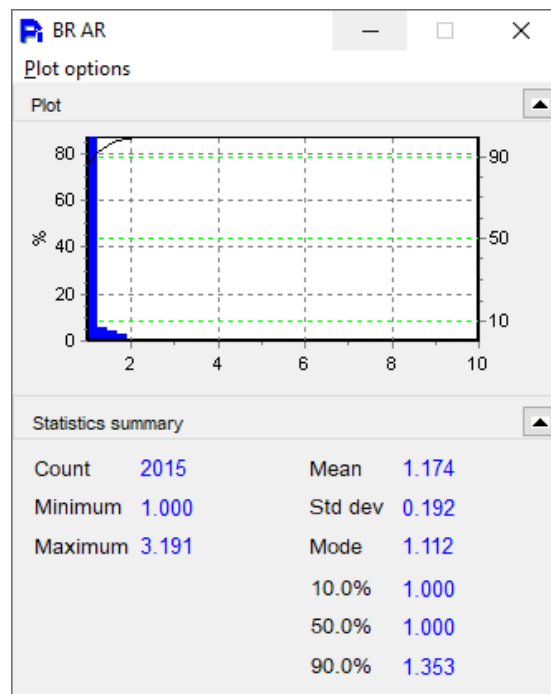 BR AR
Plot options
Plot
80
60
40
20
0
%
90
50
10
2 4 6 8 10
Statistics summary
Count 2015 Mean 1.174
Minimum 1.000 Std dev 0.192
Maximum 3.191 Mode 1.112
10.0% 1.000
50.0% 1.000
90.0% 1.353